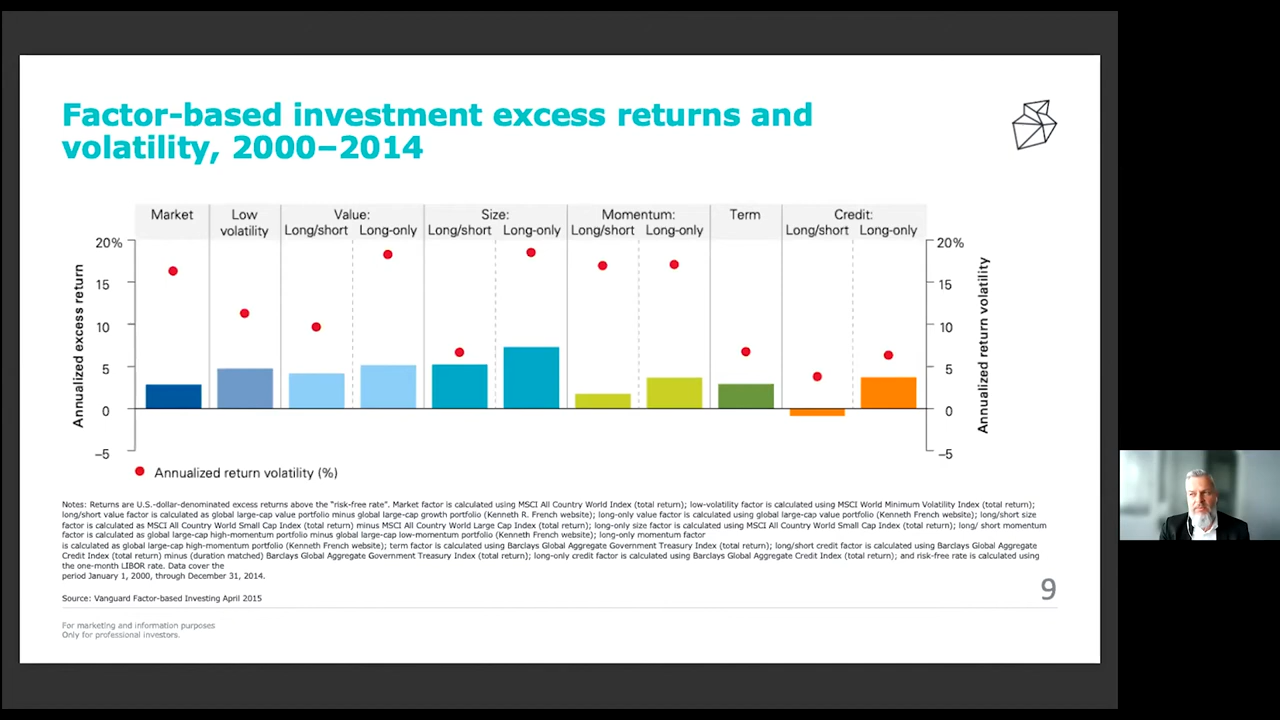 Factor-based investment excess returns and
volatility, 2000–2014
Market
Low
volatility
Value:
Long/short Long-only
Size:
Long/short Long-only
Momentum:
Long/short Long-only
Term
Credit:
Long/short Long-only
Annualized excess return
20%
15
10
5
0
–5
20%
15
10
5
0
–5
Annualized return volatility
Annualized return volatility (%)
Notes: Returns are U.S.-dollar-denominated excess returns above the "risk-free rate". Market factor is calculated using MSCI All Country World Index (total return); low-volatility factor is calculated using MSCI World Minimum Volatility Index (total return);
long/short value factor is calculated as global large-cap value portfolio minus global large-cap growth portfolio (Kenneth R. French website); long-only value factor is calculated using global large-cap value portfolio (Kenneth French website); long/short size
factor is calculated as MSCI All Country World Small Cap Index (total return) minus MSCI All Country World Large Cap Index (total return); long-only size factor is calculated using MSCI All Country World Small Cap Index (total return); long/ short momentum
factor is calculated as global large-cap high-momentum portfolio minus global large-cap low-momentum portfolio (Kenneth French website); long-only momentum factor
is calculated as global large-cap high-momentum portfolio (Kenneth French website); term factor is calculated using Barclays Global Aggregate Government Treasury Index (total return); long/short credit factor is calculated using Barclays Global Aggregate
Credit Index (total return) minus (duration matched) Barclays Global Aggregate Government Treasury Index (total return); long-only credit factor is calculated using Barclays Global Aggregate Credit Index (total return); and risk-free rate is calculated using
the one-month LIBOR rate. Data cover the
period January 1, 2000, through December 31, 2014.
Source: Vanguard Factor-based Investing April 2015
9
For marketing and information purposes
Only for professional investors.